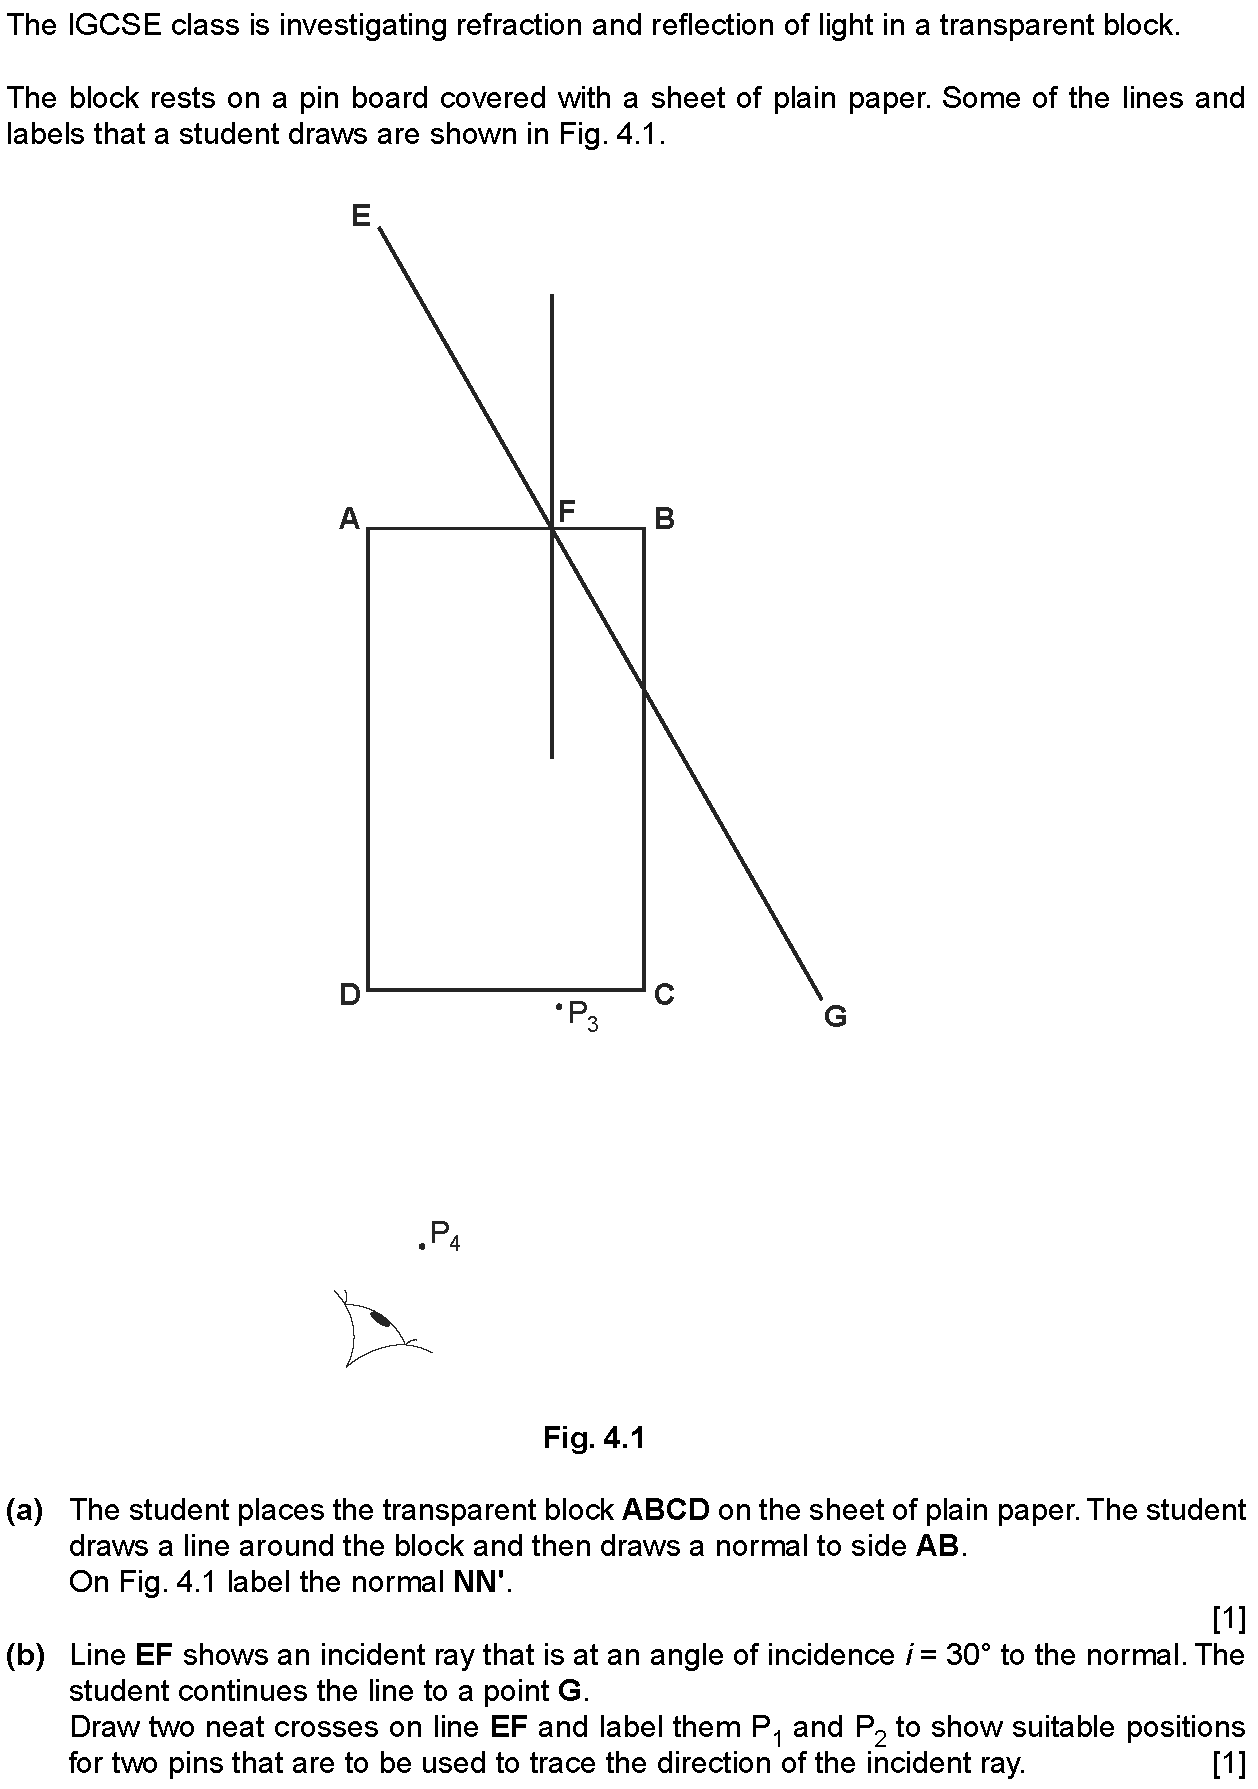 The IGCSE class is investigating refraction and reflection of light in a transparent block.
The block rests on a pin board covered with a sheet of plain paper. Some of the lines and
labels that a student draws are shown in Fig. 4.1.
E
A
F
B
D
P3
C
G
P4
Fig. 4.1
(a) The student places the transparent block ABCD on the sheet of plain paper. The student
draws a line around the block and then draws a normal to side AB.
On Fig. 4.1 label the normal NN'.
[1]
(b) Line EF shows an incident ray that is at an angle of incidence i = 30° to the normal. The
student continues the line to a point G.
Draw two neat crosses on line EF and label them P1 and P2 to show suitable positions
for two pins that are to be used to trace the direction of the incident ray. [1]